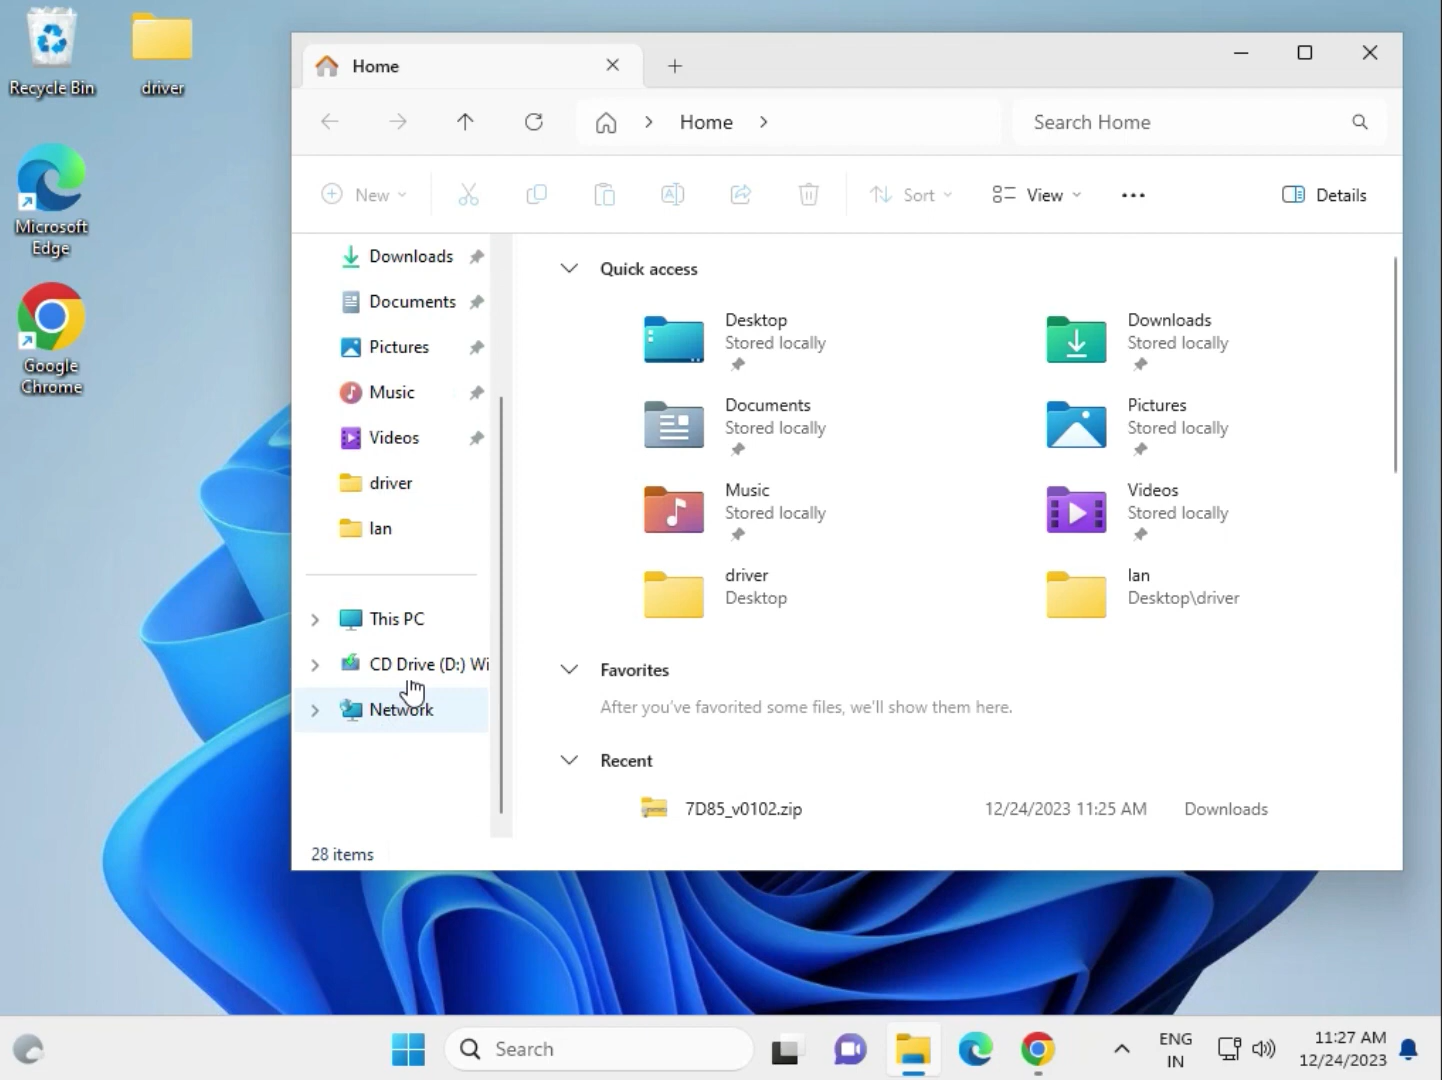 Recycle Bin
driver
Microsoft
Edge
Google
Chrome
Home
Home
Search Home
New
Sort
View
Details
Downloads
Documents
Pictures
Music
Videos
driver
lan
This PC
CD Drive (D:) Wi
Network
28 items
Quick access
Desktop
Stored locally
Downloads
Stored locally
Documents
Stored locally
Pictures
Stored locally
Music
Stored locally
Videos
Stored locally
driver
Desktop
lan
Desktop\driver
Favorites
After you've favorited some files, we'll show them here.
Recent
7D85_v0102.zip 12/24/2023 11:25 AM Downloads
Search
ENG
IN
11:27 AM
12/24/2023